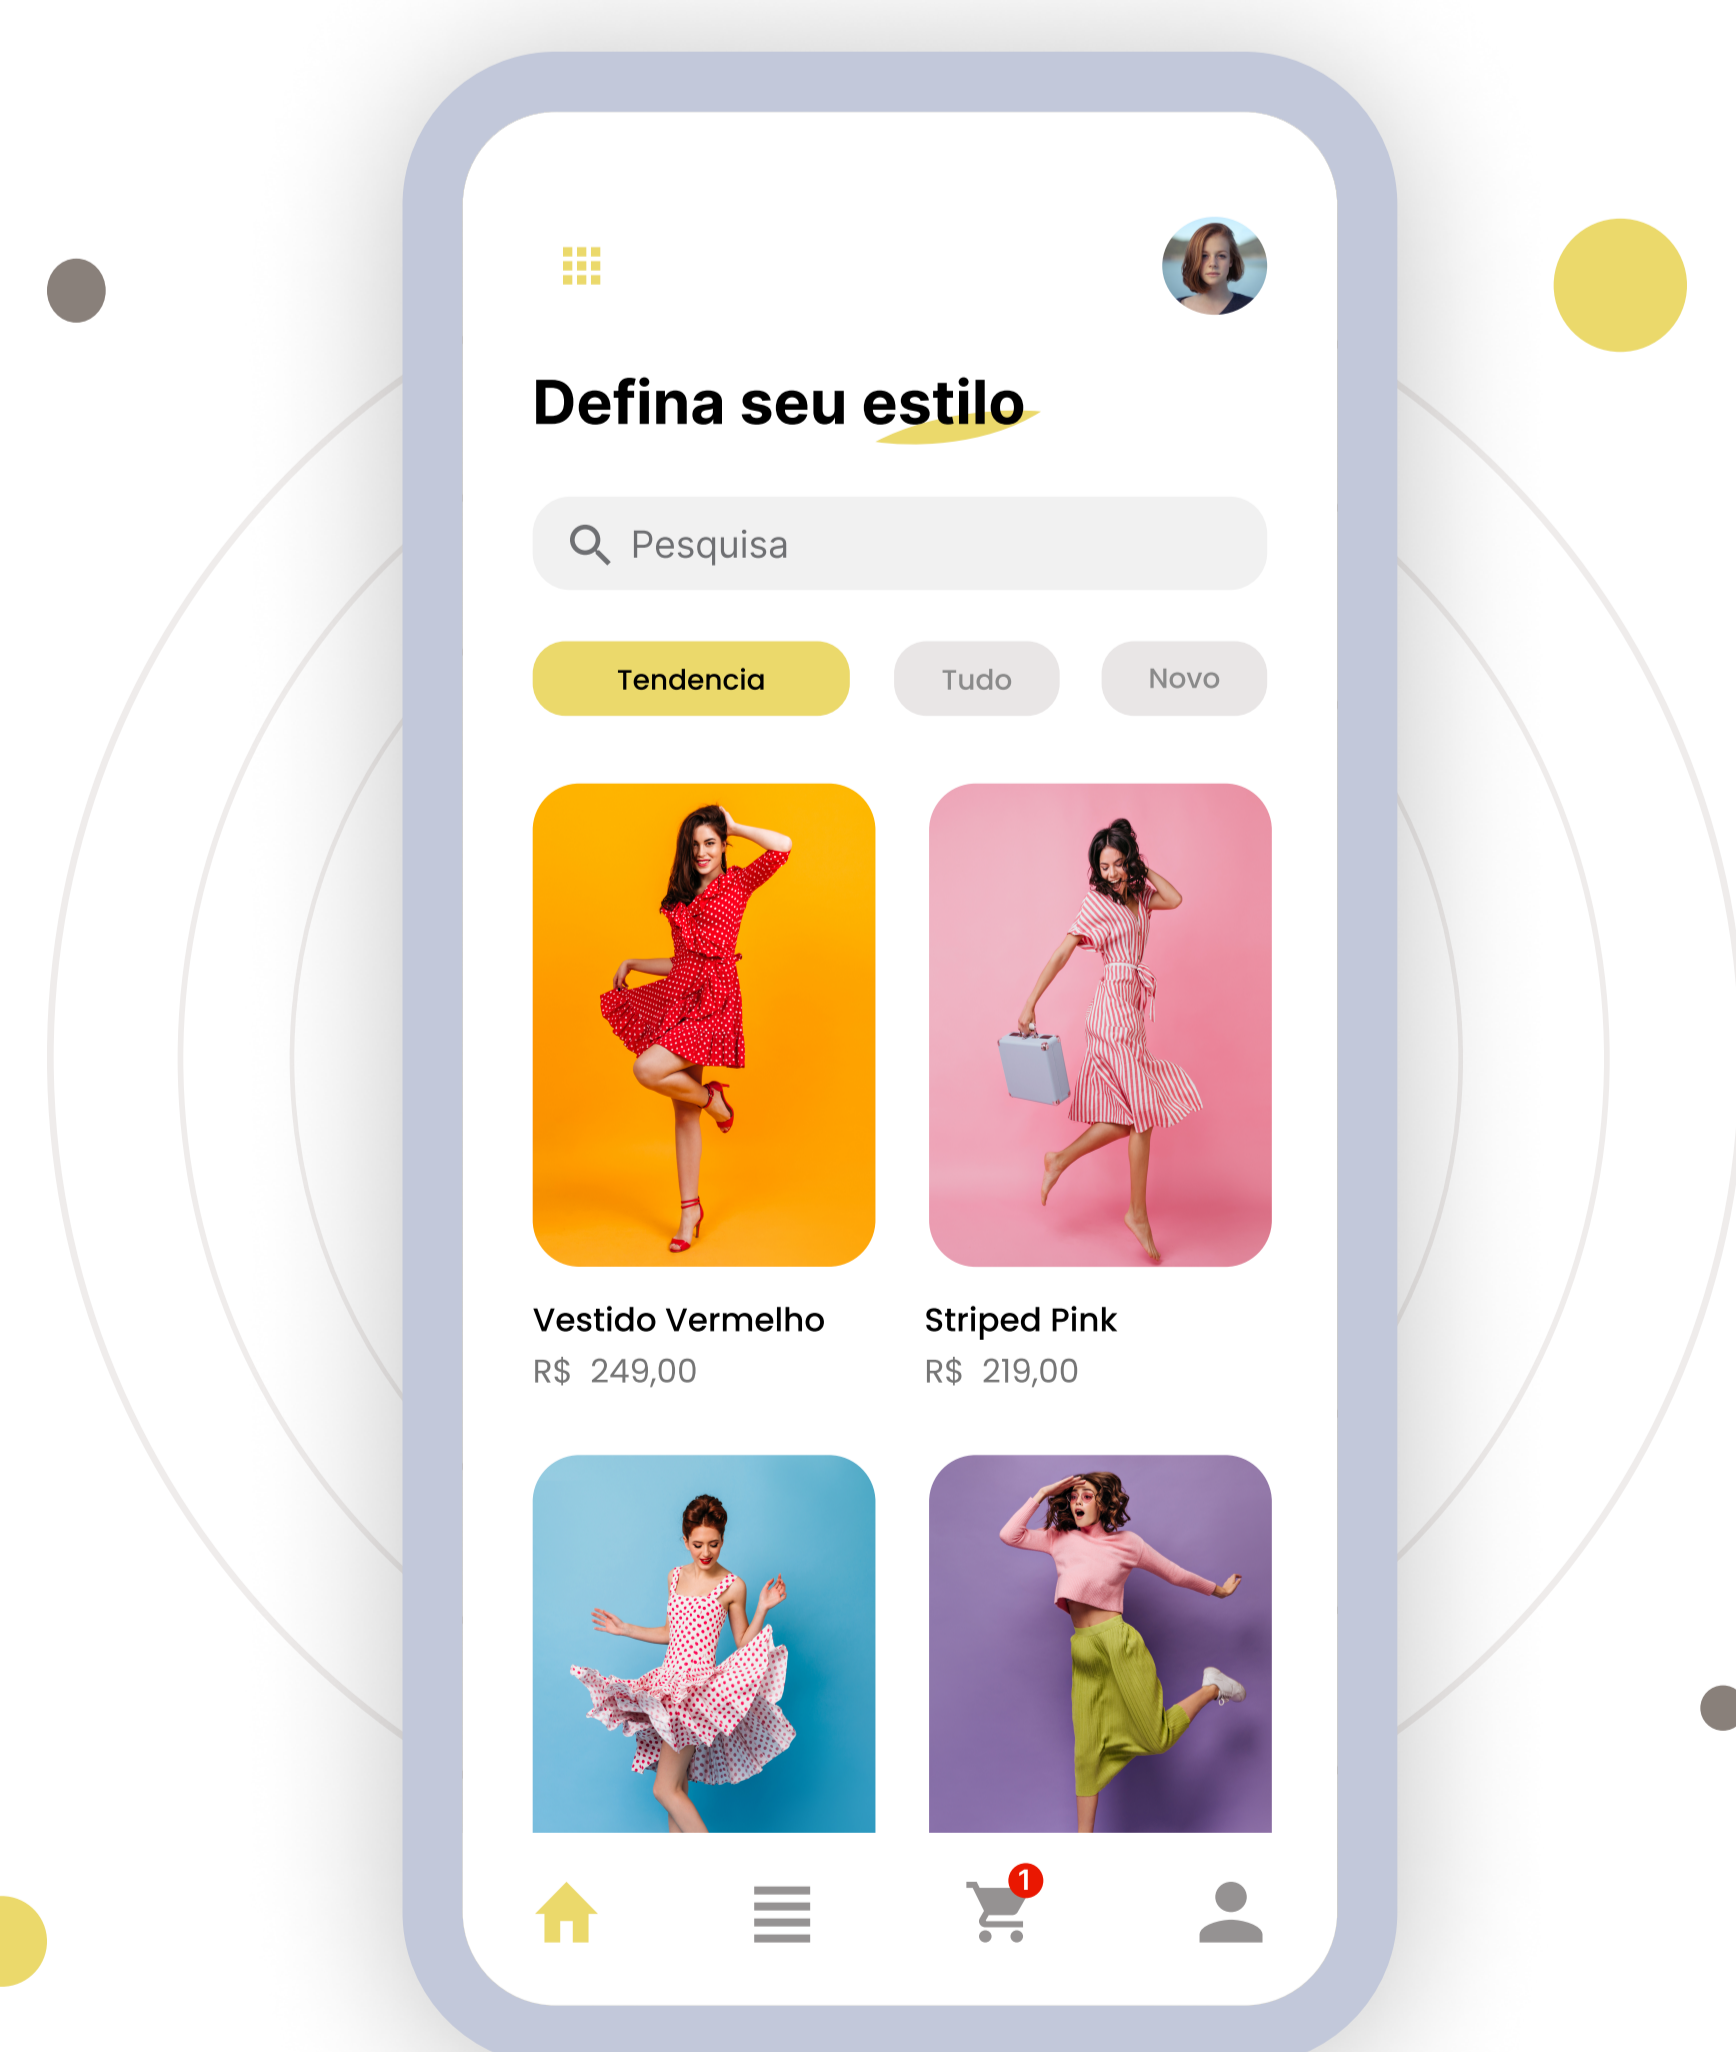 Defina seu estilo
Pesquisa
Tendencia
Tudo
Novo
Vestido Vermelho
R$ 249,00
Striped Pink
R$ 219,00
1